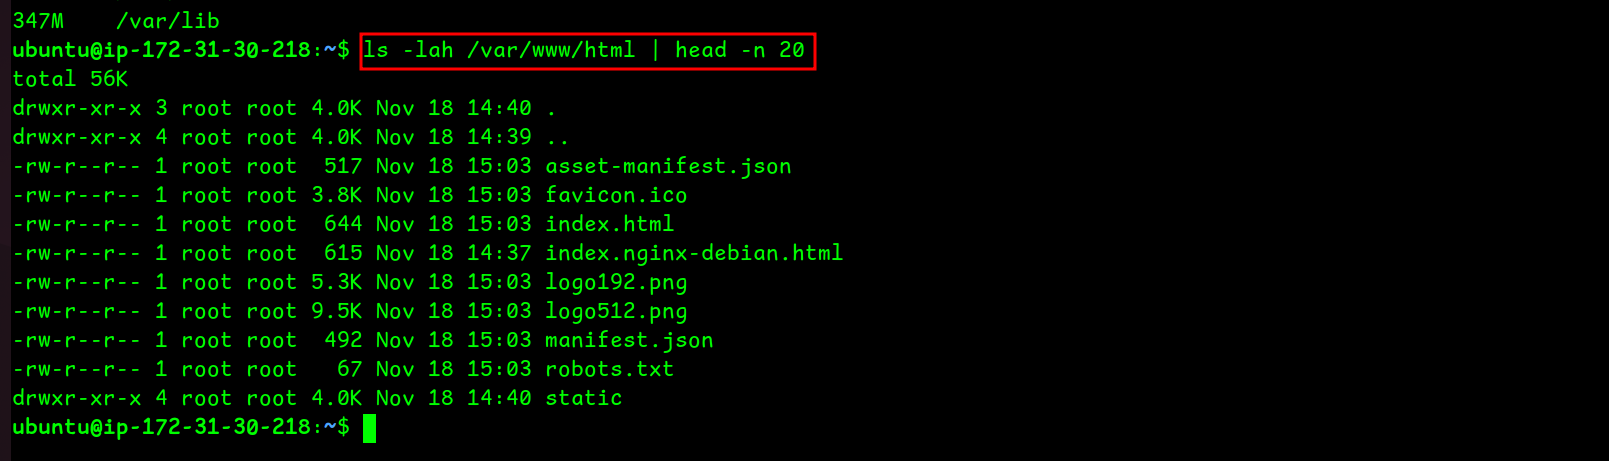 347M    /var/lib
ubuntu@ip-172-31-30-218:~$ ls -lah /var/www/html | head -n 20
total 56K
drwxr-xr-x 3 root root 4.0K Nov 18 14:40 .
drwxr-xr-x 4 root root 4.0K Nov 18 14:39 ..
-rw-r--r-- 1 root root  517 Nov 18 15:03 asset-manifest.json
-rw-r--r-- 1 root root 3.8K Nov 18 15:03 favicon.ico
-rw-r--r-- 1 root root  644 Nov 18 15:03 index.html
-rw-r--r-- 1 root root  615 Nov 18 14:37 index.nginx-debian.html
-rw-r--r-- 1 root root 5.3K Nov 18 15:03 logo192.png
-rw-r--r-- 1 root root 9.5K Nov 18 15:03 logo512.png
-rw-r--r-- 1 root root  492 Nov 18 15:03 manifest.json
-rw-r--r-- 1 root root   67 Nov 18 15:03 robots.txt
drwxr-xr-x 4 root root 4.0K Nov 18 14:40 static
ubuntu@ip-172-31-30-218:~$